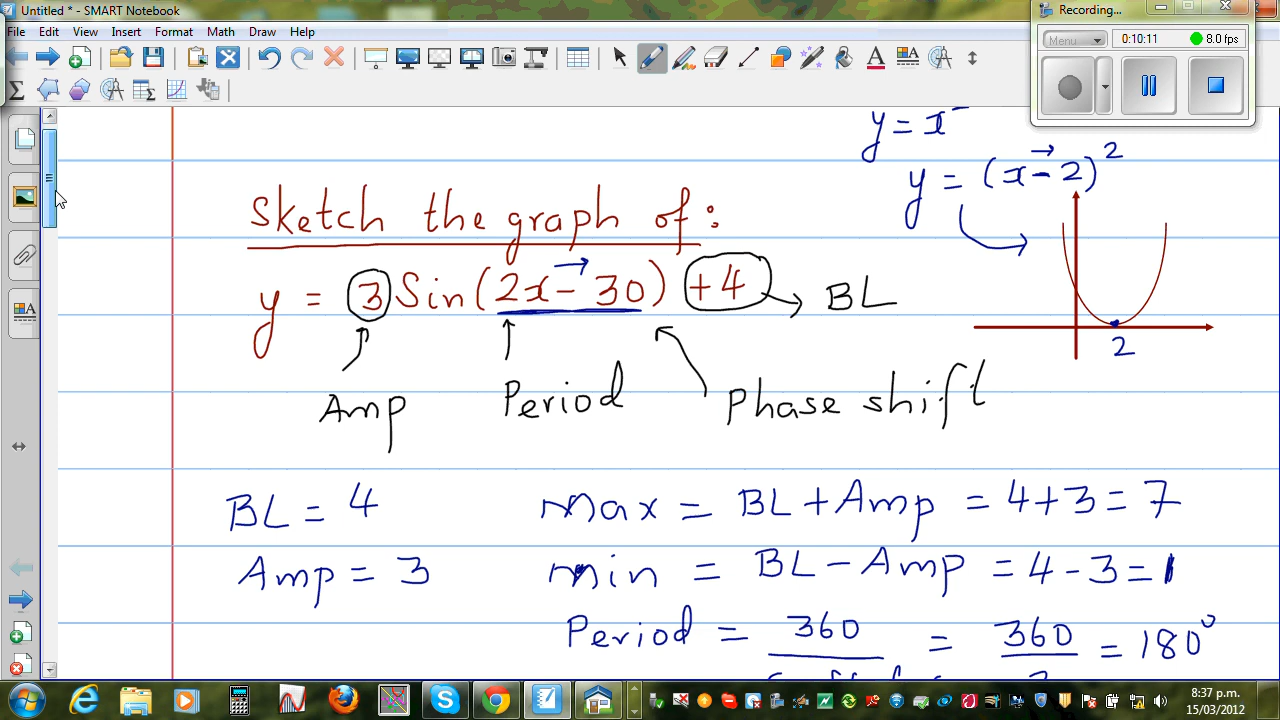 Untitled * - SMART Notebook
Recording...
File Edit View Insert Format Math Draw Help
Menu
0:10:11
8.0 fps
y = x
y = (x - 2)²
Sketch the graph of:
y = 3 Sin(2x - 30) + 4
BL
2
Amp
Period
Phase shift
BL = 4
max = BL + Amp = 4 + 3 = 7
Amp = 3
min = BL - Amp = 4 - 3 = 1
Period = 360 = 360/2 = 180°
8:37 p.m.
15/03/2012